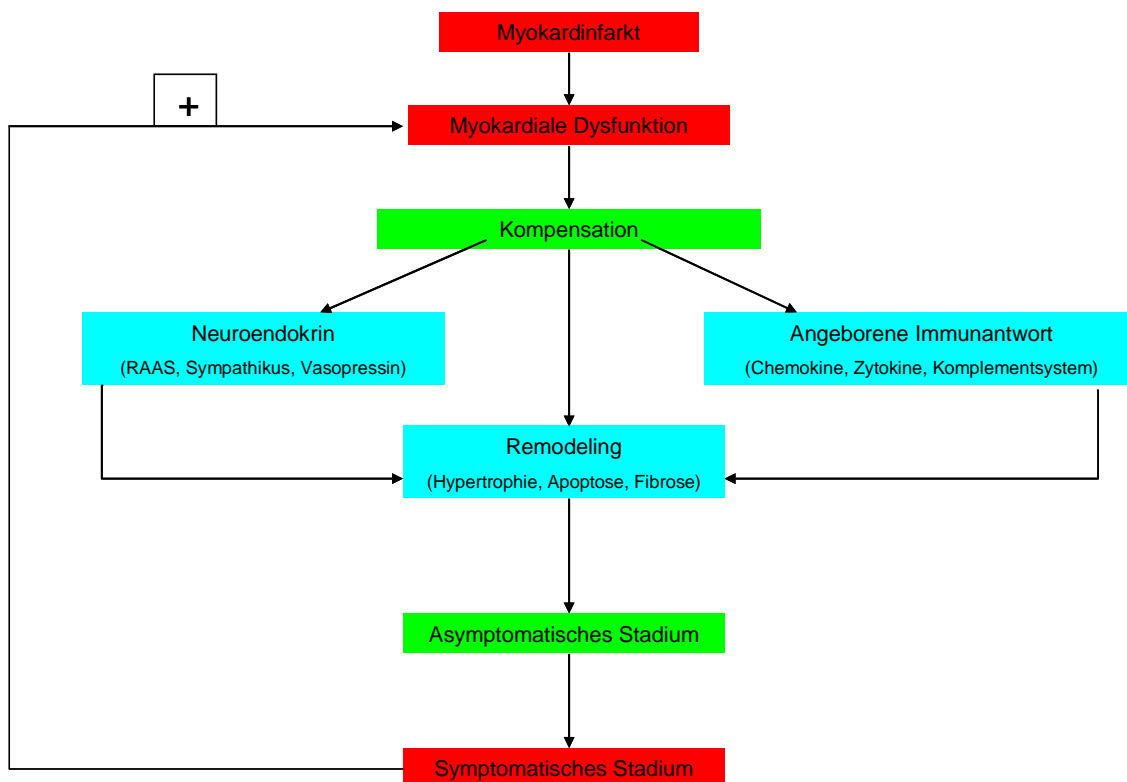 Myokardinfarkt
+
Myokardiale Dysfunktion
Kompensation
Neuroendokrin
(RAAS, Sympathikus, Vasopressin)
Angeborene Immunantwort
(Chemokine, Zytokine, Komplementsystem)
Remodeling
(Hypertrophie, Apoptose, Fibrose)
Asymptomatisches Stadium
Symptomatisches Stadium